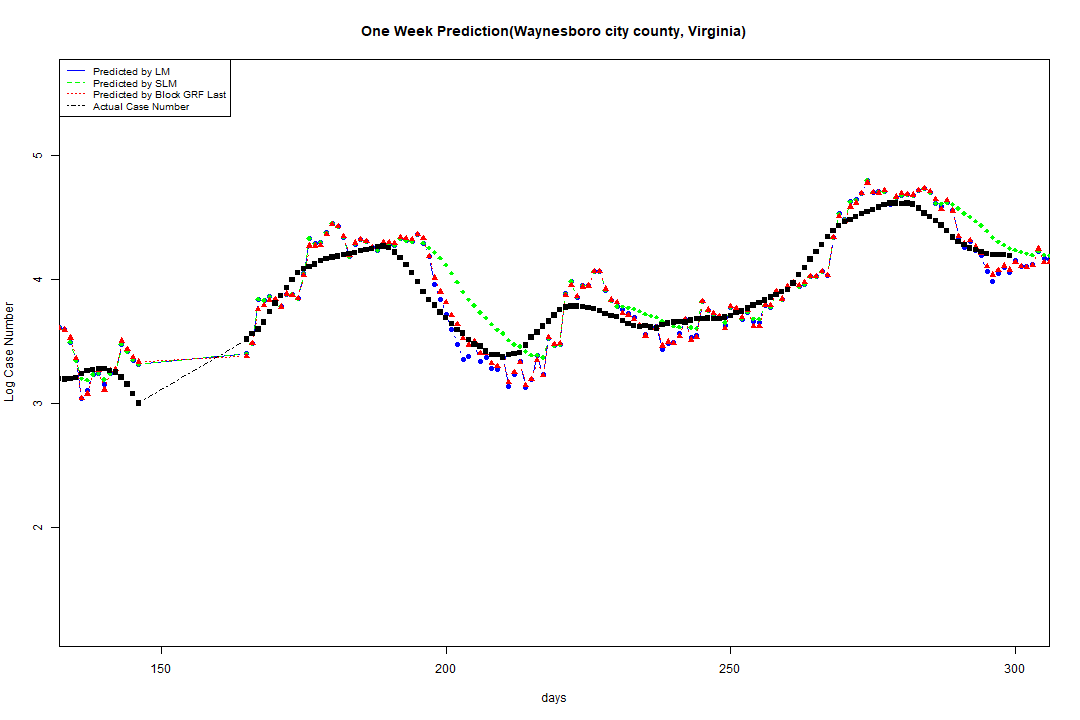 One Week Prediction(Waynesboro city county, Virginia)
Predicted by LM
Predicted by SLM
Predicted by Block GRF Last
Actual Case Number
Log Case Number
5
4
3
2
150
200
250
300
days